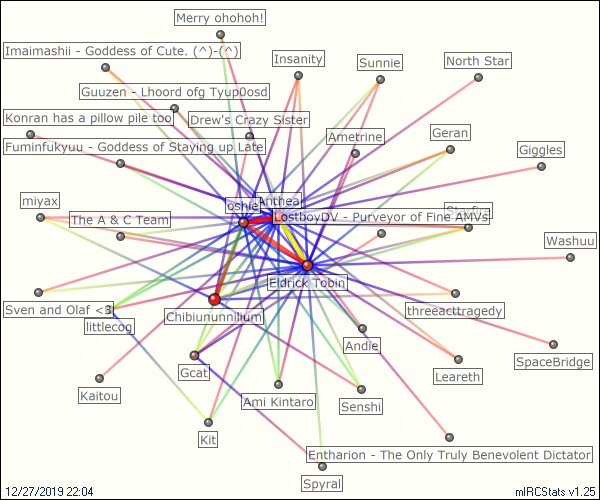 Merry ohohoh!
Imaimashii - Goddess of Cute. (^)-(^)
Insanity
Sunnie
North Star
Guuzen - Lhoord ofg Tyup0osd
Konran has a pillow pile too
Drew's Crazy Sister
Ametrine
Geran
Fuminfukyuu - Goddess of Staying up Late
Giggles
miyax
oshie
Anthea
The A & C Team
LostboyDV - Purveyor of Fine AMVs
Washuu
Eldrick Tobin
Sven and Olaf <3
Chibiununnilium
threeacttragedy
littlecog
Andie
SpaceBridge
Gcat
Leareth
Kaitou
Ami Kintaro
Senshi
Kit
Entharion - The Only Truly Benevolent Dictator
Spyral
12/27/2019 22:04
mIRCStats v1.25